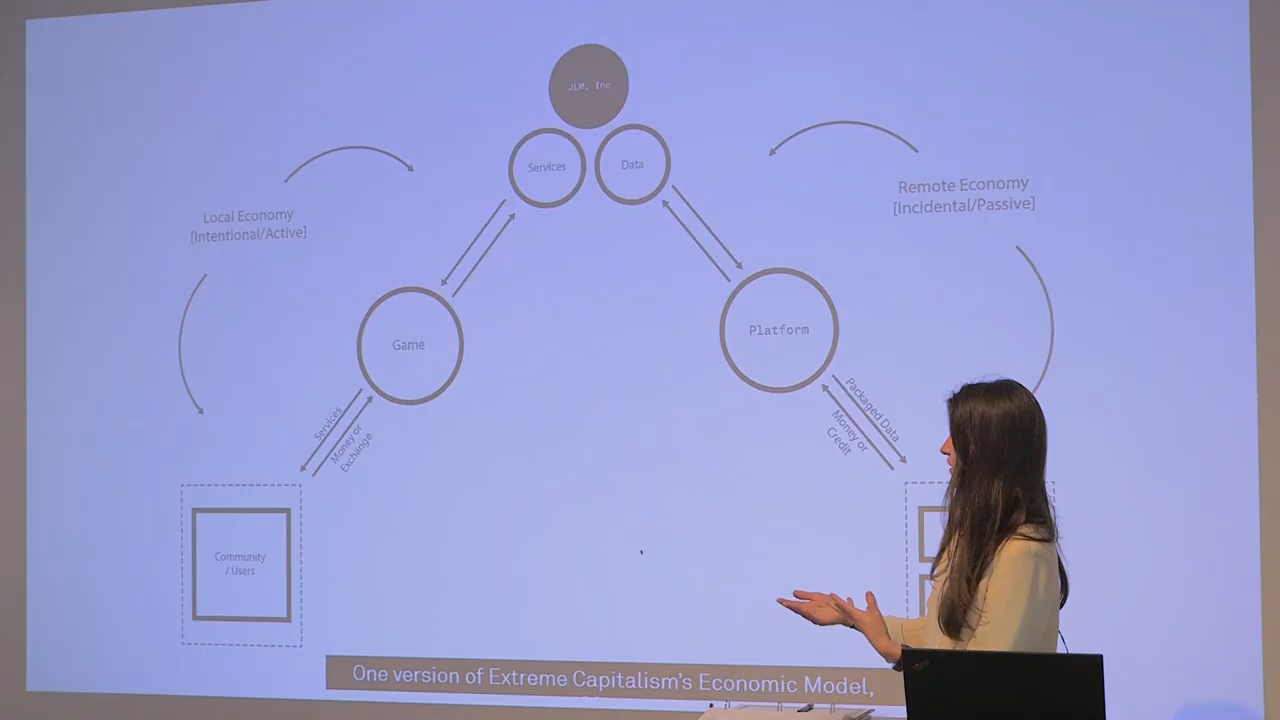 JLM, Inc
Services
Data
Local Economy
[Intentional/Active]
Remote Economy
[Incidental/Passive]
Game
Platform
Services
Money or
Exchange
Packaged Data
Money or
Credit
Community
/ Users
One version of Extreme Capitalism's Economic Model,